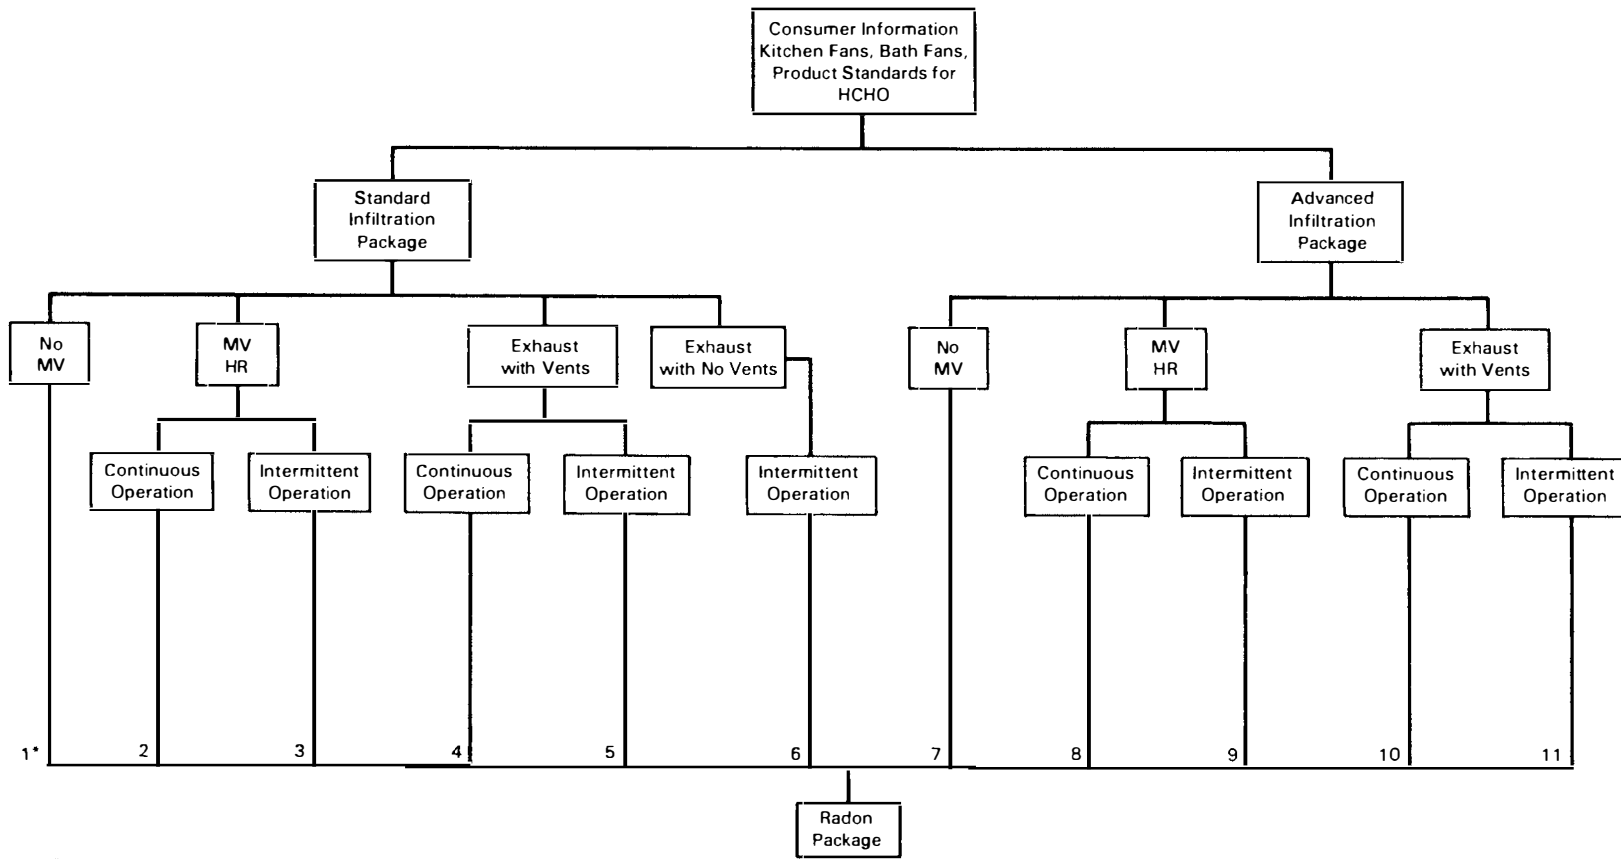 Consumer Information
Kitchen Fans, Bath Fans,
Product Standards for
HCHO
Standard
Infiltration
Package
Advanced
Infiltration
Package
No
MV
MV
HR
Exhaust
with Vents
Exhaust
with No Vents
No
MV
MV
HR
Exhaust
with Vents
Continuous
Operation
Intermittent
Operation
Continuous
Operation
Intermittent
Operation
Intermittent
Operation
Continuous
Operation
Intermittent
Operation
Continuous
Operation
Intermittent
Operation
1* 2 3 4 5 6 7 8 9 10 11
Radon
Package